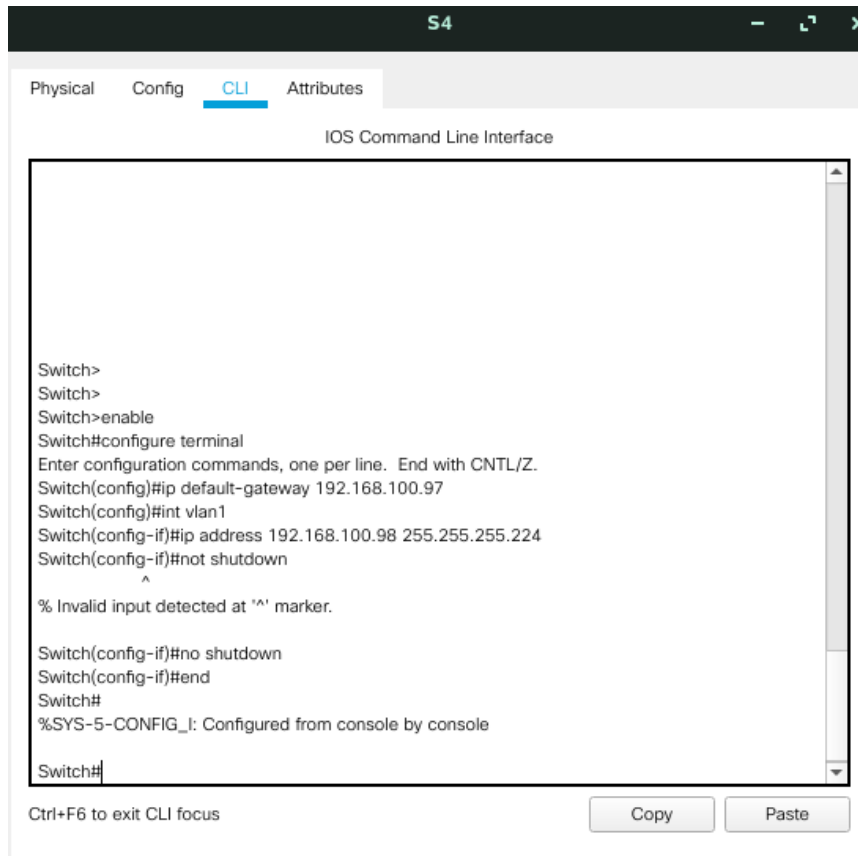 S4
Physical Config CLI Attributes
IOS Command Line Interface
Switch>
Switch>
Switch>enable
Switch#configure terminal
Enter configuration commands, one per line.  End with CNTL/Z.
Switch(config)#ip default-gateway 192.168.100.97
Switch(config)#int vlan1
Switch(config-if)#ip address 192.168.100.98 255.255.255.224
Switch(config-if)#not shutdown
^
% Invalid input detected at '^' marker.
Switch(config-if)#no shutdown
Switch(config-if)#end
Switch#
%SYS-5-CONFIG_I: Configured from console by console
Switch#
Ctrl+F6 to exit CLI focus Copy Paste